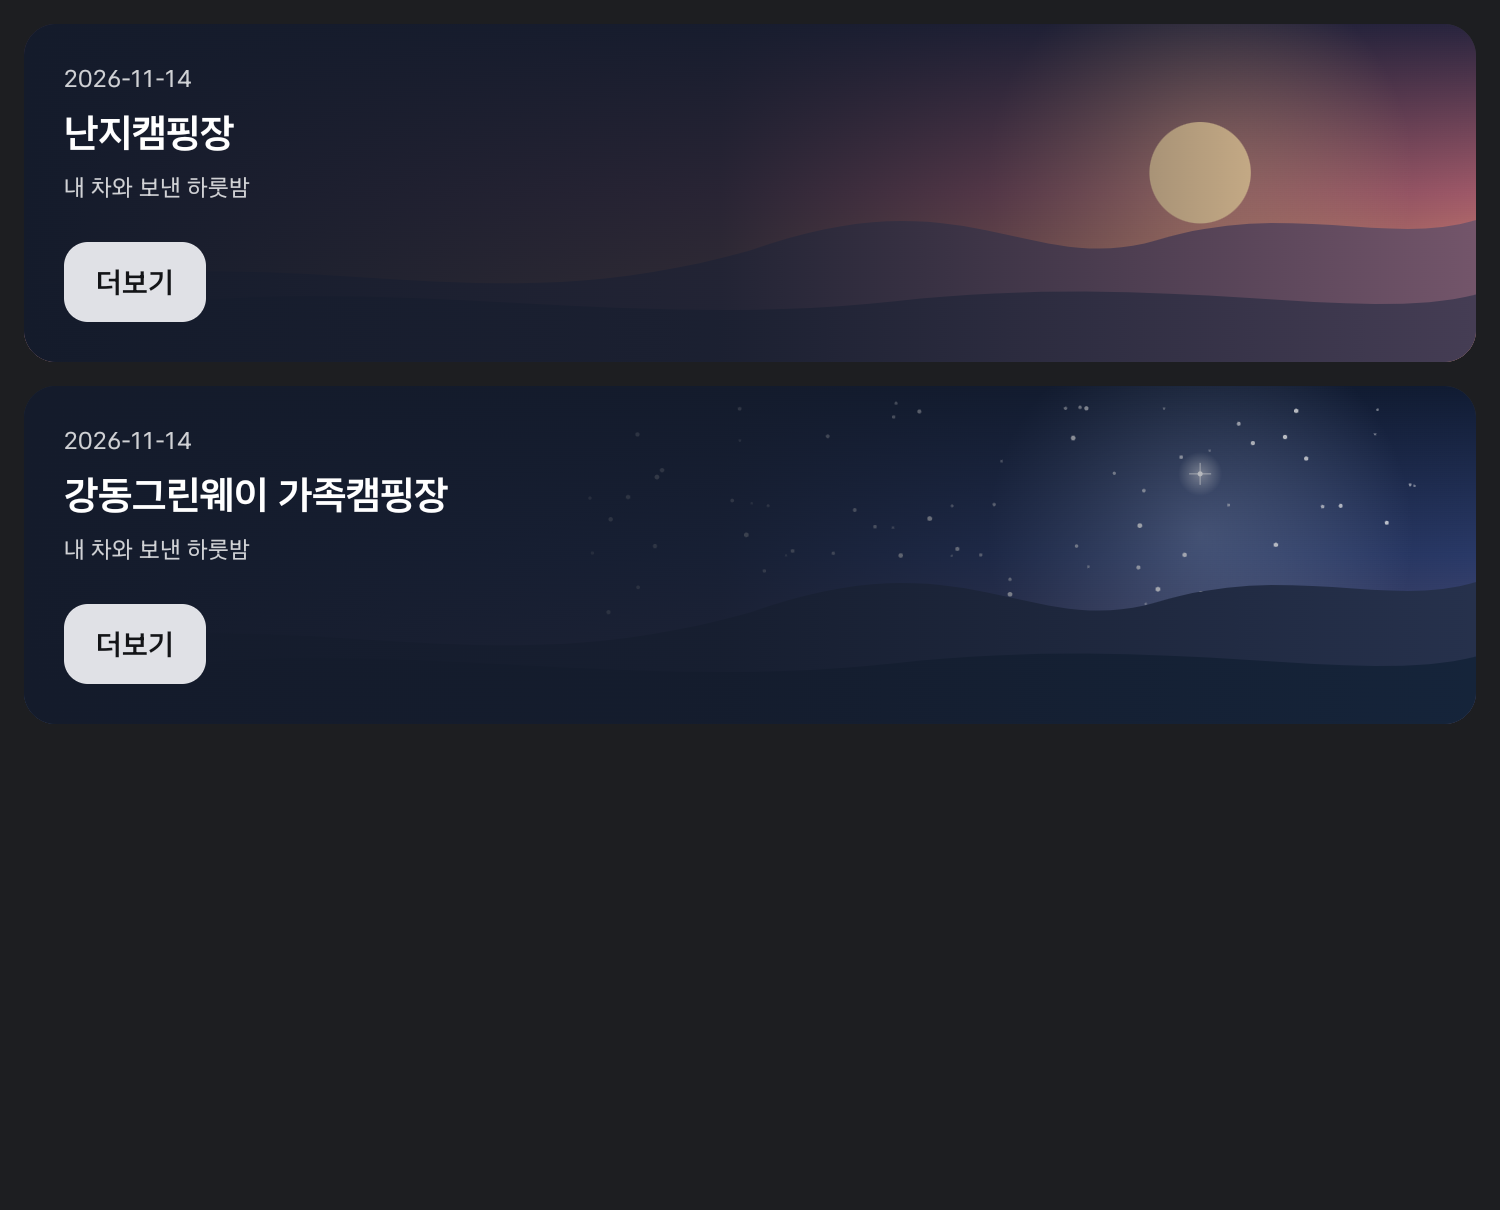 2026-11-14
난지캠핑장
내 차와 보낸 하룻밤
더보기
2026-11-14
강동그린웨이 가족캠핑장
내 차와 보낸 하룻밤
더보기